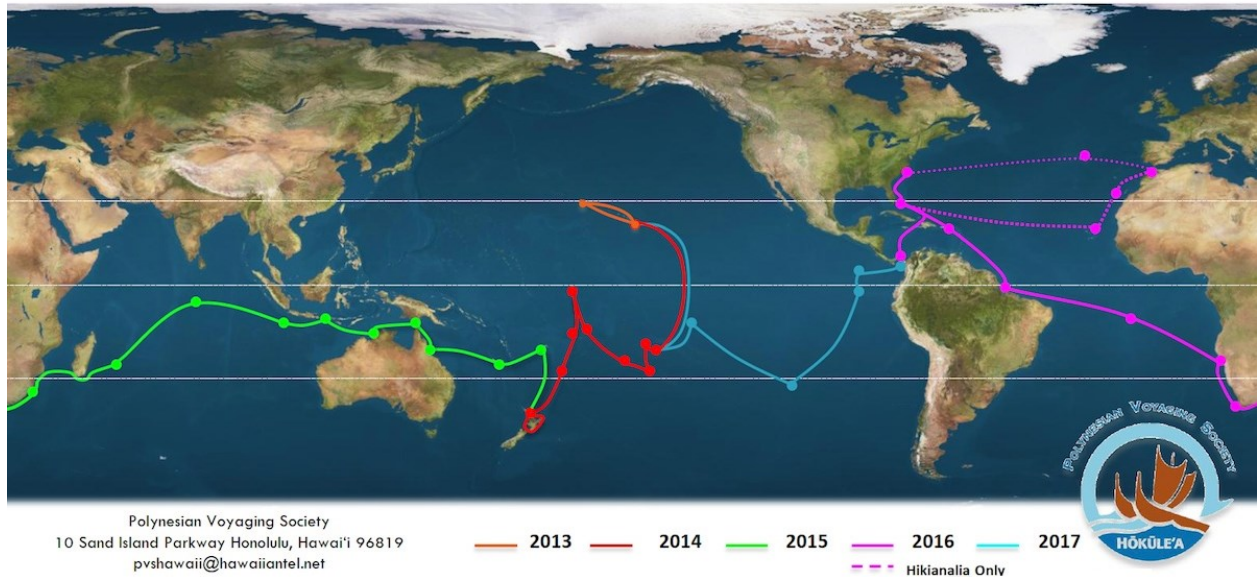 Polynesian Voyaging Society
10 Sand Island Parkway Honolulu, Hawai‘i 96819
pvshawaii@hawaiiantel.net
2013 2014 2015 2016 2017
Hikianalia Only
POLYNESIAN VOYAGING SOCIETY
HŌKŪLE‘A